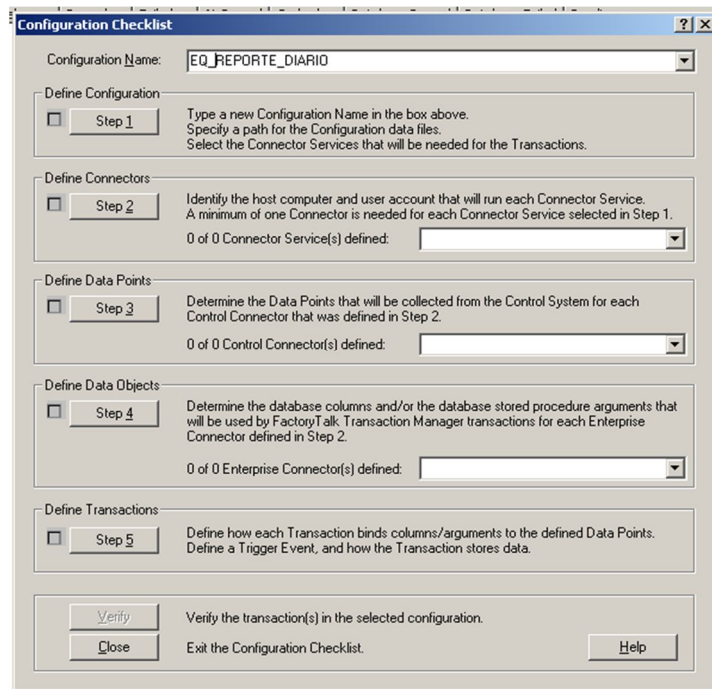 Configuration Checklist
Configuration Name: EQ_REPORTE_DIARIO
Define Configuration
Step 1
Type a new Configuration Name in the box above.
Specify a path for the Configuration data files.
Select the Connector Services that will be needed for the Transactions.
Define Connectors
Step 2
Identify the host computer and user account that will run each Connector Service.
A minimum of one Connector is needed for each Connector Service selected in Step 1.
0 of 0 Connector Service(s) defined:
Define Data Points
Step 3
Determine the Data Points that will be collected from the Control System for each
Control Connector that was defined in Step 2.
0 of 0 Control Connector(s) defined:
Define Data Objects
Step 4
Determine the database columns and/or the database stored procedure arguments that
will be used by FactoryTalk Transaction Manager transactions for each Enterprise
Connector defined in Step 2.
0 of 0 Enterprise Connector(s) defined:
Define Transactions
Step 5
Define how each Transaction binds columns/arguments to the defined Data Points.
Define a Trigger Event, and how the Transaction stores data.
Verify
Verify the transaction(s) in the selected configuration.
Close
Exit the Configuration Checklist.
Help